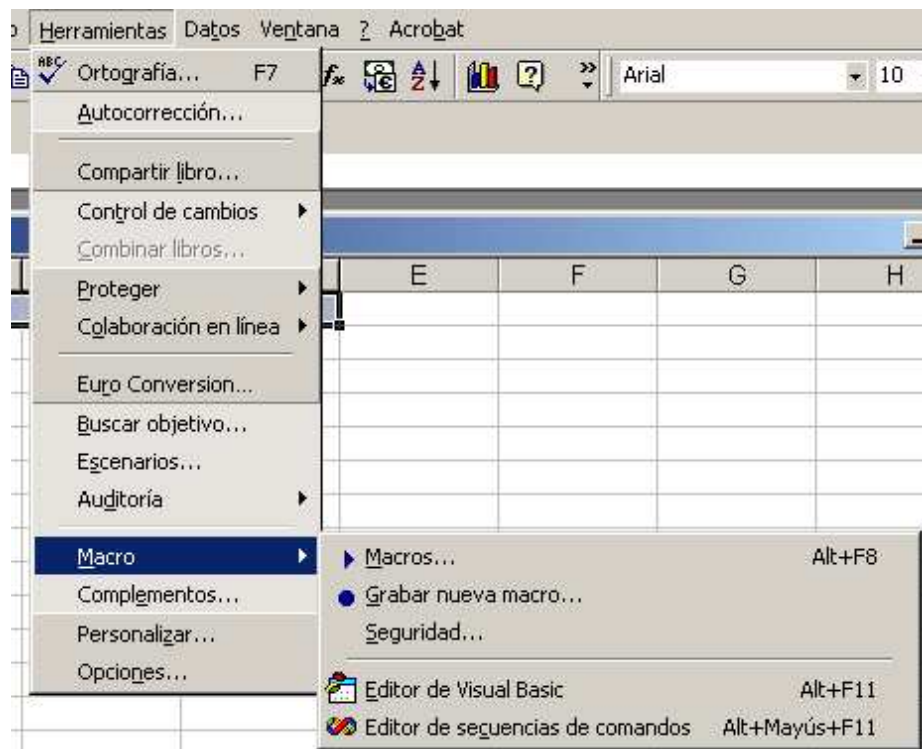 Herramientas Datos Ventana ? Acrobat
ABC Ortografía... F7
fx Arial 10
Autocorrección...
Compartir libro...
Control de cambios
Combinar libros...
E F G H
Proteger
Colaboración en línea
Euro Conversion...
Buscar objetivo...
Escenarios...
Auditoría
Macro
Complementos...
Personalizar...
Opciones...
Macros... Alt+F8
Grabar nueva macro...
Seguridad...
Editor de Visual Basic Alt+F11
Editor de secuencias de comandos Alt+Mayús+F11